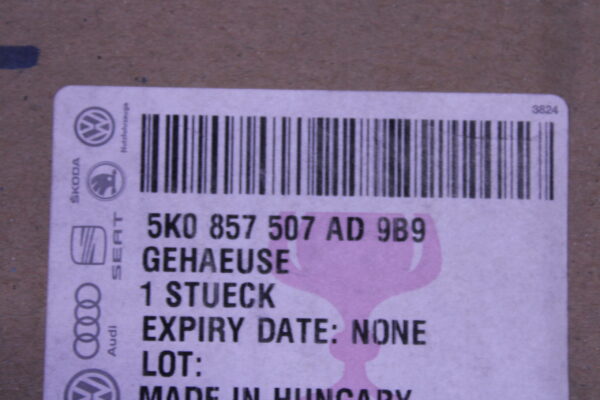 3824
Nutzfahrzeuge
ŠKODA
SEAT
Audi
5K0 857 507 AD 9B9
GEHAEUSE
1 STUECK
EXPIRY DATE: NONE
LOT:
MADE IN HUNGARY